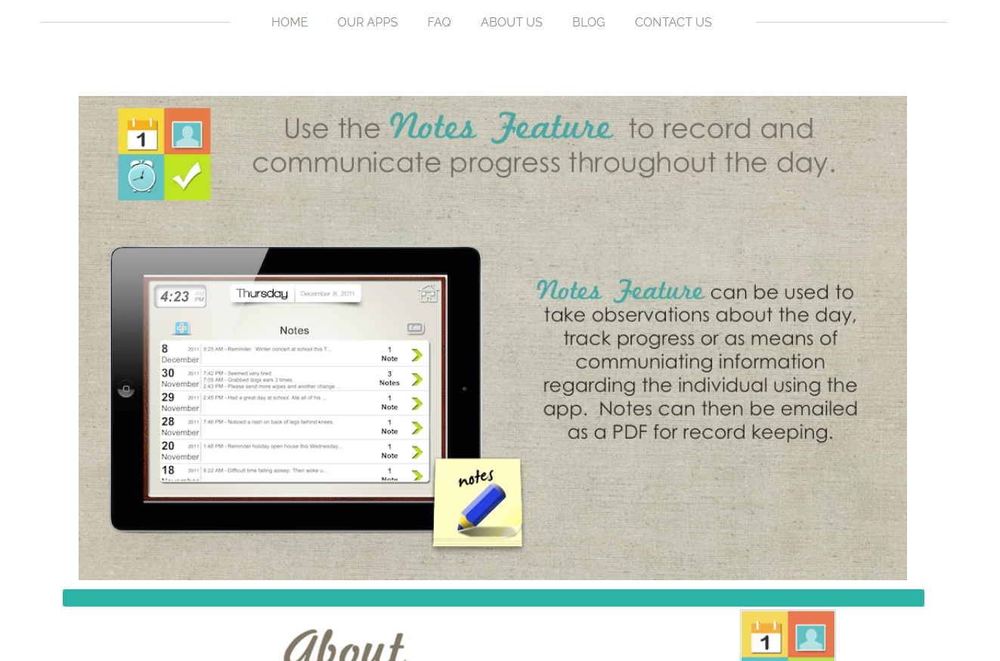 HOME OUR APPS FAQ ABOUT US BLOG CONTACT US
1
Use the Notes Feature to record and
communicate progress throughout the day.
4:23 AM PM
Thursday December 8, 2011
Notes
Edit
8 December 2011 9:25 AM - Reminder: Winter concert at school this T... 1 Note
30 November 2011 7:42 PM - Seemed very tired.
7:05 AM - Grabbed dogs ears 3 times
2:43 PM - Please send more wipes and another change ... 3 Notes
29 November 2011 2:45 PM - Had a great day at school. Ate all of his ... 1 Note
28 November 2011 7:46 PM - Noticed a rash on back of legs behind knees. 1 Note
20 November 2011 1:48 PM - Reminder holiday open house this Wednesday... 1 Note
18 November 2011 9:22 AM - Difficult time falling asleep. Then woke u... 1 Note
notes
Notes Feature can be used to
take observations about the day,
track progress or as means of
communiating information
regarding the individual using the
app. Notes can then be emailed
as a PDF for record keeping.
About
1